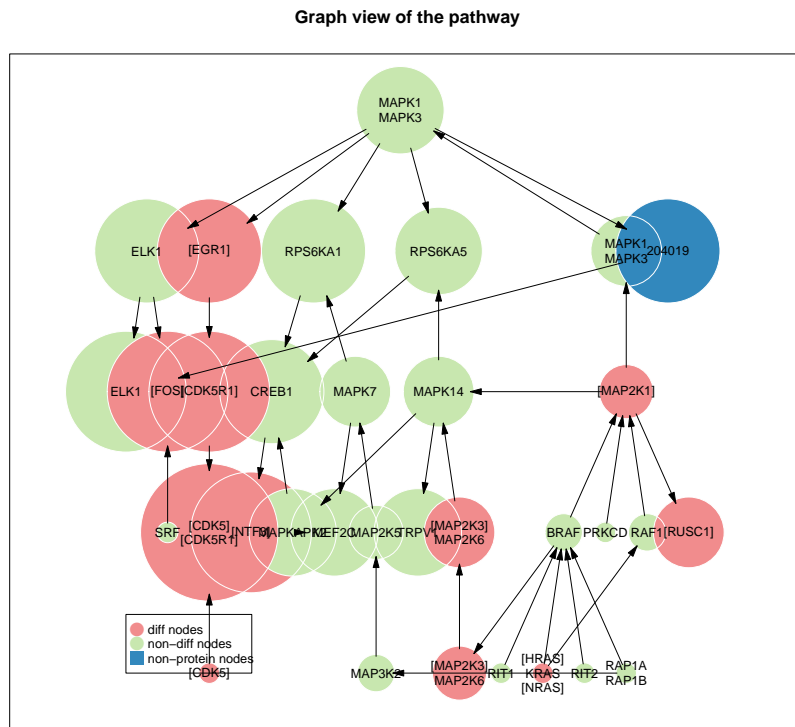 Graph view of the pathway
MAPK1
MAPK3
ELK1
[EGR1]
RPS6KA1
RPS6KA5
MAPK1
MAPK3
204019
ELK1
[FOS]
[CDK5R1]
CREB1
MAPK7
MAPK14
[MAP2K1]
SRF
[CDK5]
[CDK5R1]
MEF2C
MAP2K5
[MAP2K3]
MAP2K6
BRAF
PRKCD
RAF1
[RUSC1]
diff nodes
non-diff nodes
non-protein nodes
[CDK5]
MAP3K2
[MAP2K3]
MAP2K6
RIT1
[HRAS]
KRAS
[NRAS]
RIT2
RAP1A
RAP1B